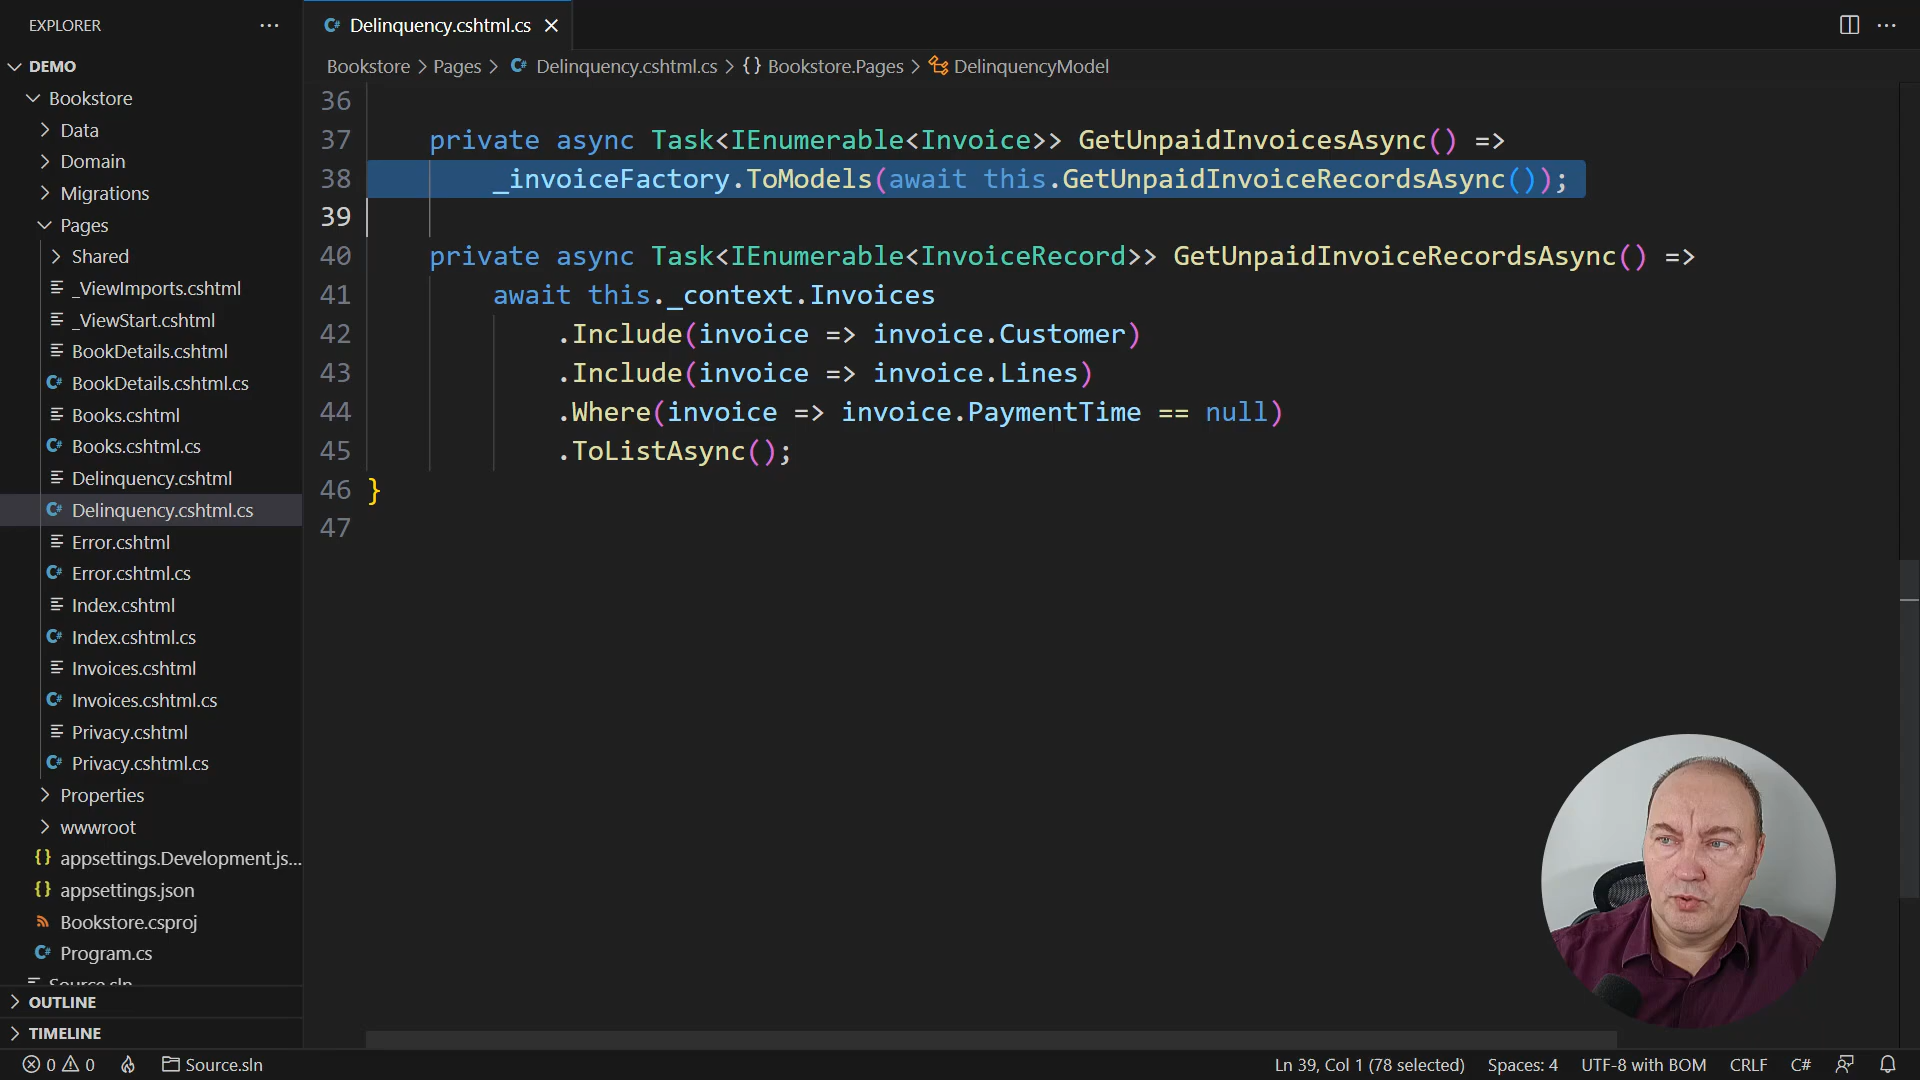 EXPLORER
DEMO
Bookstore
Data
Domain
Migrations
Pages
Shared
_ViewImports.cshtml
_ViewStart.cshtml
BookDetails.cshtml
C# BookDetails.cshtml.cs
Books.cshtml
C# Books.cshtml.cs
Delinquency.cshtml
C# Delinquency.cshtml.cs
Error.cshtml
C# Error.cshtml.cs
Index.cshtml
C# Index.cshtml.cs
Invoices.cshtml
C# Invoices.cshtml.cs
Privacy.cshtml
C# Privacy.cshtml.cs
Properties
wwwroot
{} appsettings.Development.js...
{} appsettings.json
Bookstore.csproj
C# Program.cs
Source.sln
OUTLINE
TIMELINE
C# Delinquency.cshtml.cs
Bookstore > Pages > C# Delinquency.cshtml.cs > {} Bookstore.Pages > DelinquencyModel
36
37 private async Task<IEnumerable<Invoice>> GetUnpaidInvoicesAsync() =>
38 _invoiceFactory.ToModels(await this.GetUnpaidInvoiceRecordsAsync());
39
40 private async Task<IEnumerable<InvoiceRecord>> GetUnpaidInvoiceRecordsAsync() =>
41 await this._context.Invoices
42 .Include(invoice => invoice.Customer)
43 .Include(invoice => invoice.Lines)
44 .Where(invoice => invoice.PaymentTime == null)
45 .ToListAsync();
46 }
47
0 0 Source.sln Ln 39, Col 1 (78 selected) Spaces: 4 UTF-8 with BOM CRLF C#